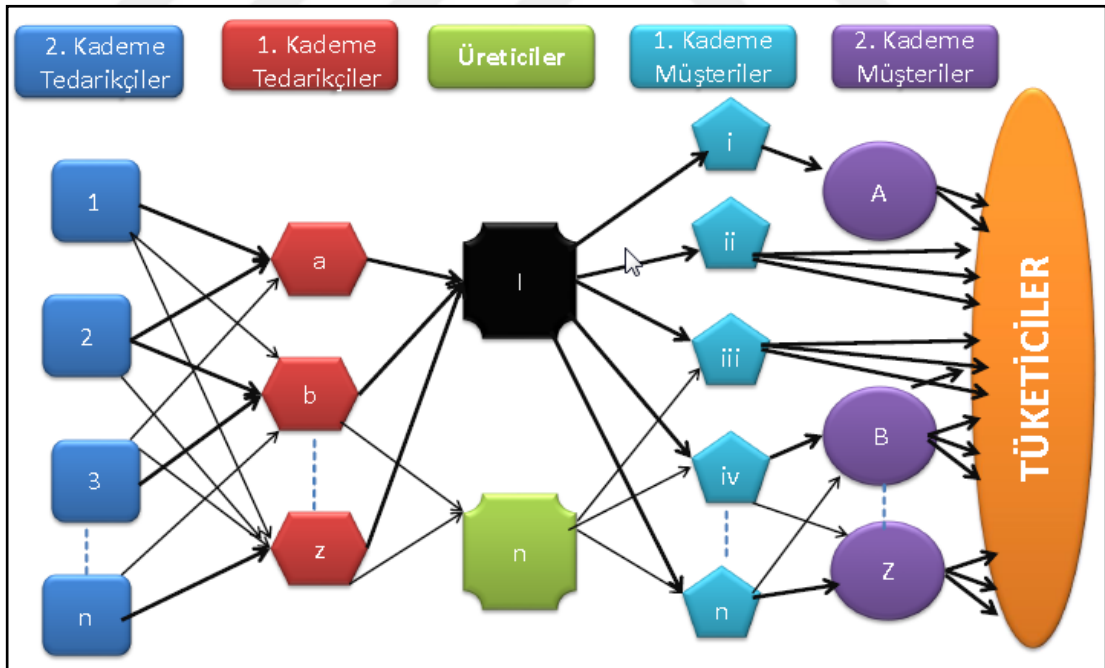 2. Kademe
Tedarikçiler
1. Kademe
Tedarikçiler
Üreticiler
1. Kademe
Müşteriler
2. Kademe
Müşteriler
1
2
3
n
a
b
z
I
n
i
ii
iii
iv
n
A
B
Z
TÜKETİCİLER